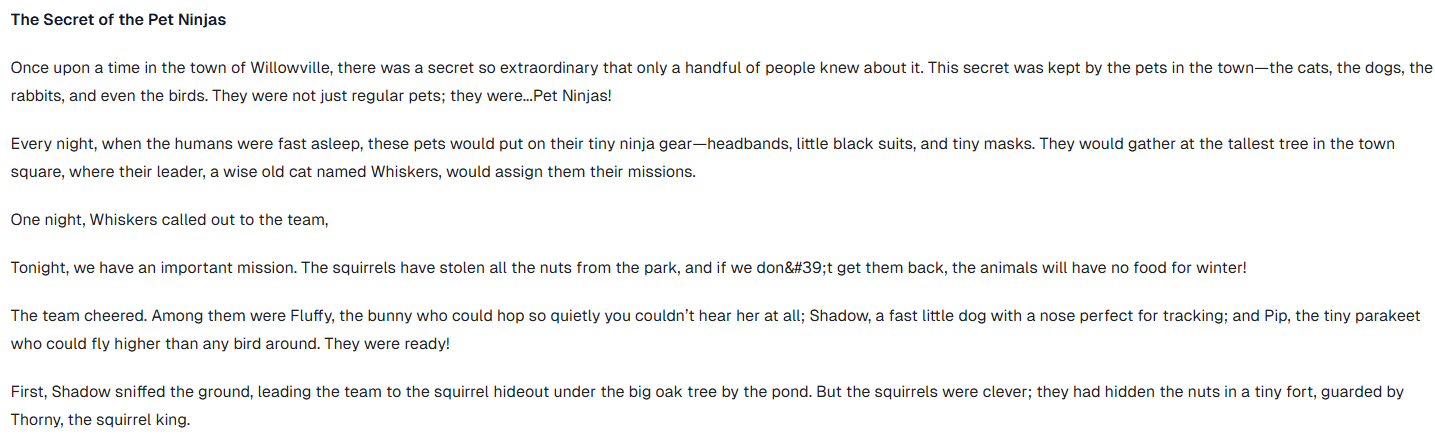 The Secret of the Pet Ninjas
Once upon a time in the town of Willowville, there was a secret so extraordinary that only a handful of people knew about it. This secret was kept by the pets in the town—the cats, the dogs, the
rabbits, and even the birds. They were not just regular pets; they were...Pet Ninjas!
Every night, when the humans were fast asleep, these pets would put on their tiny ninja gear—headbands, little black suits, and tiny masks. They would gather at the tallest tree in the town
square, where their leader, a wise old cat named Whiskers, would assign them their missions.
One night, Whiskers called out to the team,
Tonight, we have an important mission. The squirrels have stolen all the nuts from the park, and if we don&#39;t get them back, the animals will have no food for winter!
The team cheered. Among them were Fluffy, the bunny who could hop so quietly you couldn’t hear her at all; Shadow, a fast little dog with a nose perfect for tracking; and Pip, the tiny parakeet
who could fly higher than any bird around. They were ready!
First, Shadow sniffed the ground, leading the team to the squirrel hideout under the big oak tree by the pond. But the squirrels were clever; they had hidden the nuts in a tiny fort, guarded by
Thorny, the squirrel king.